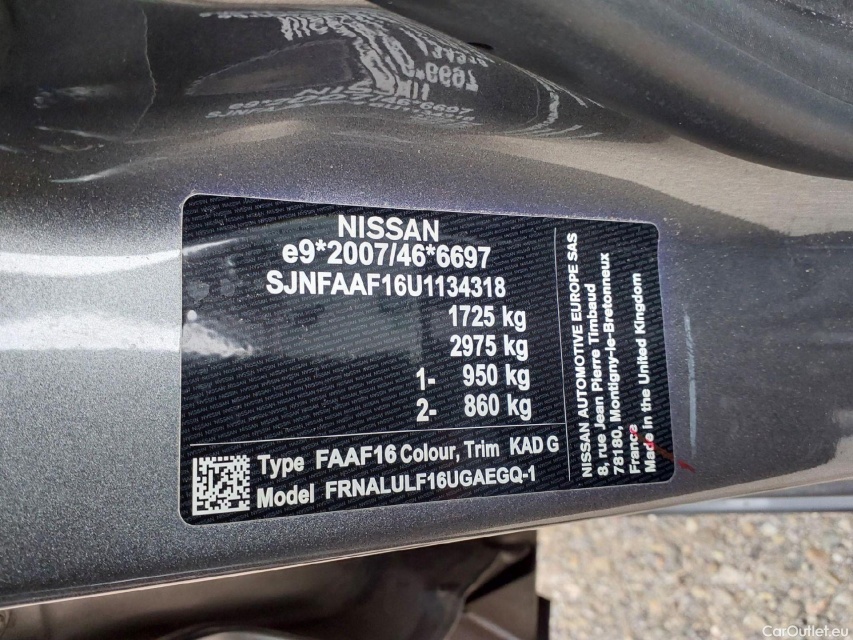 NISSAN
e9*2007/46*6697
SJNFAAF16U1134318
1725 kg
2975 kg
1- 950 kg
2- 860 kg
Type FAAF16 Colour, Trim KAD G
Model FRNALULF16UGAEGQ-1
NISSAN AUTOMOTIVE EUROPE SAS
8, rue Jean Pierre Timbaud
78180, Montigny-le-Bretonneux
France
Made in the United Kingdom
CarOutlet.eu